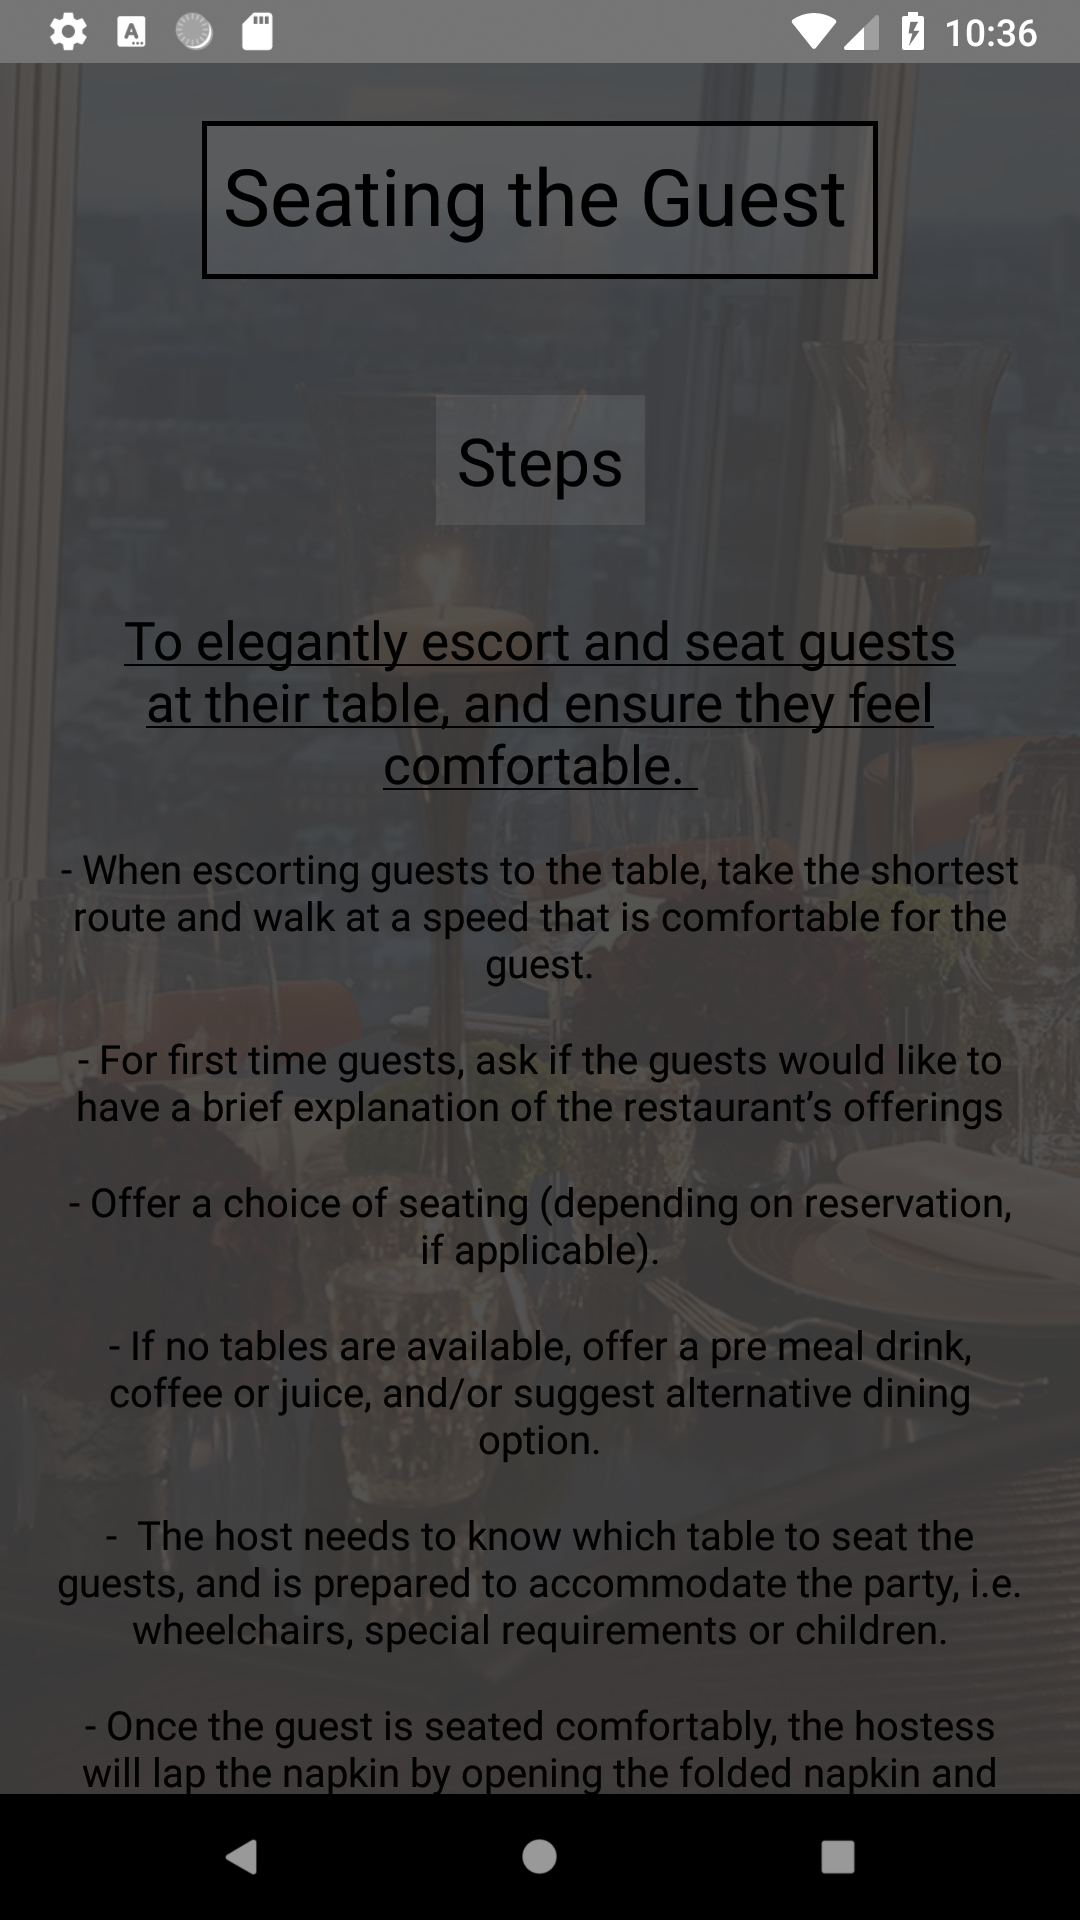 10:36
Seating the Guest
Steps
To elegantly escort and seat guests
at their table, and ensure they feel
comfortable.
- When escorting guests to the table, take the shortest
route and walk at a speed that is comfortable for the
guest.
- For first time guests, ask if the guests would like to
have a brief explanation of the restaurant’s offerings
- Offer a choice of seating (depending on reservation,
if applicable).
- If no tables are available, offer a pre meal drink,
coffee or juice, and/or suggest alternative dining
option.
-  The host needs to know which table to seat the
guests, and is prepared to accommodate the party, i.e.
wheelchairs, special requirements or children.
- Once the guest is seated comfortably, the hostess
will lap the napkin by opening the folded napkin and